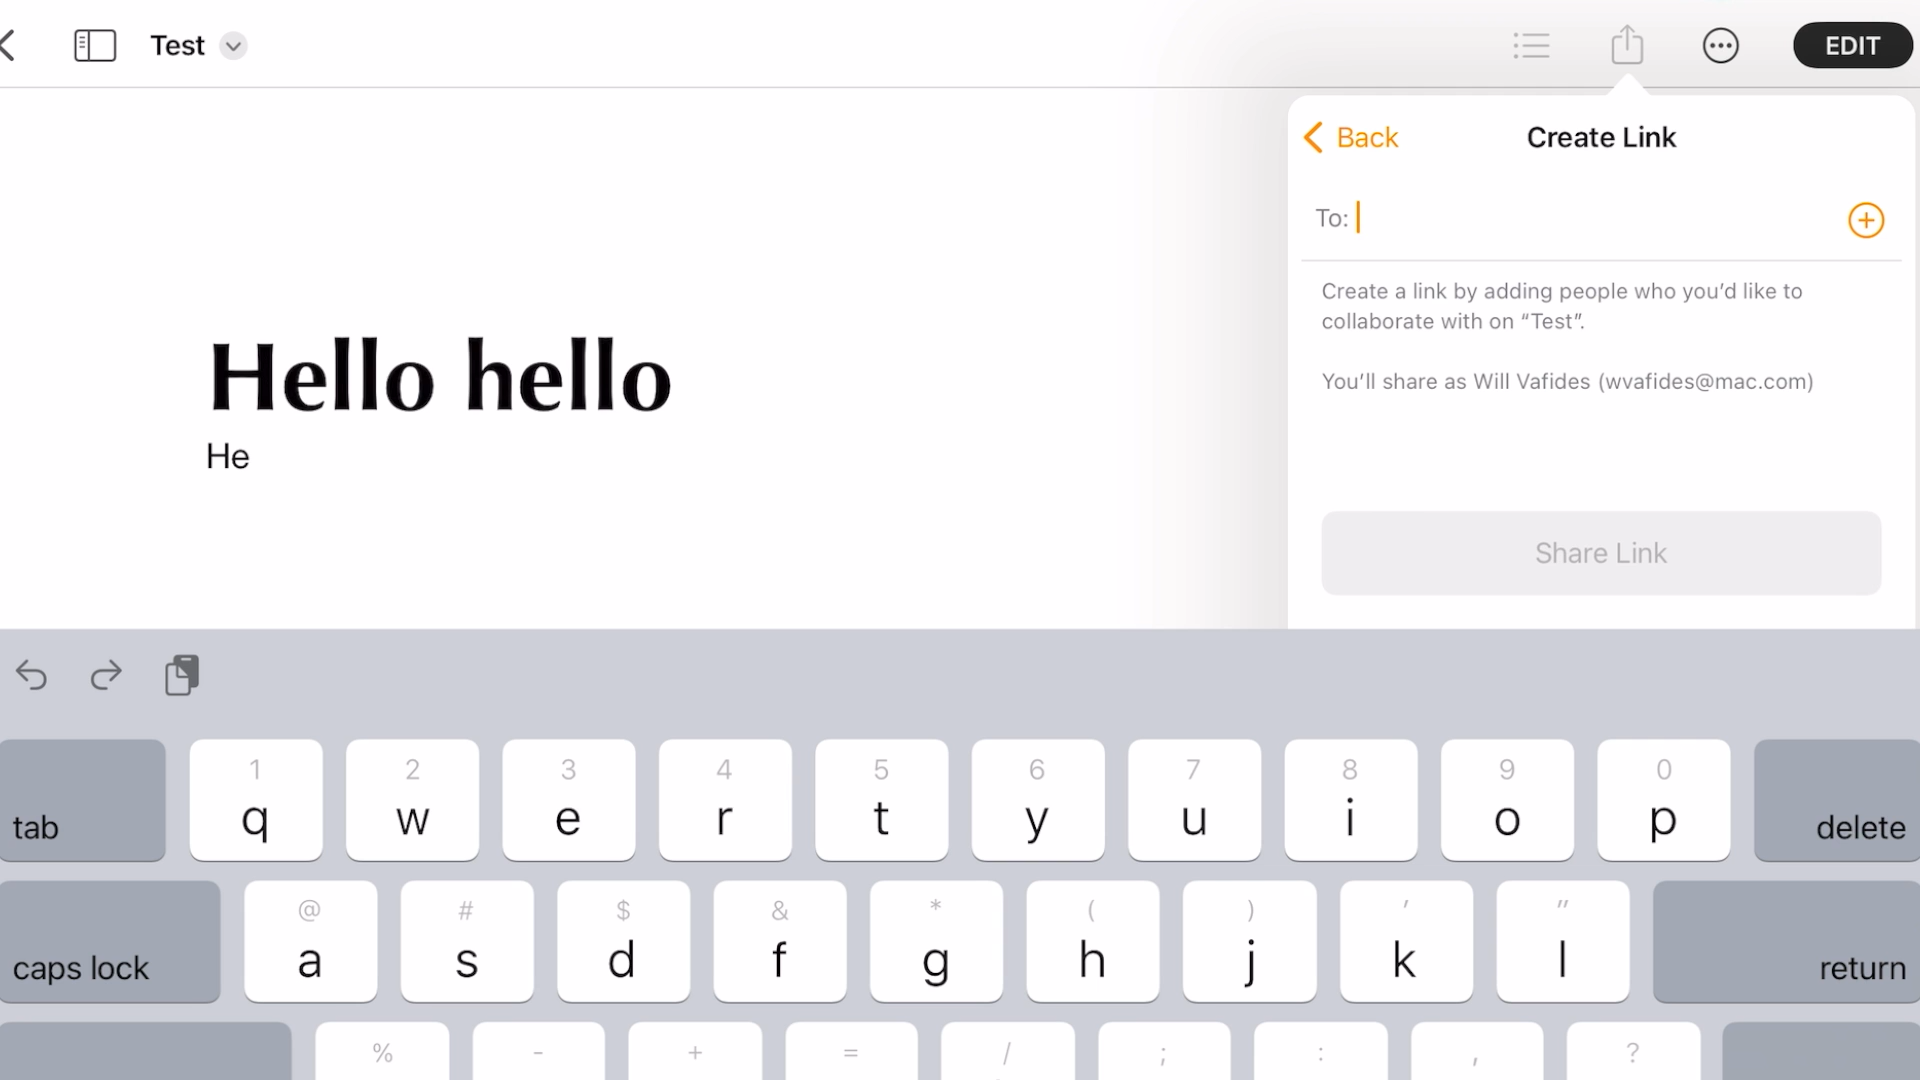 Test
EDIT
Back
Create Link
To:
Create a link by adding people who you’d like to
collaborate with on “Test”.
You’ll share as Will Vafides (wvafides@mac.com)
Share Link
Hello hello
He
1 2 3 4 5 6 7 8 9 0
tab q w e r t y u i o p delete
@ # $ & * ( ) ' "
caps lock a s d f g h j k l return
% - + = / ; : , ?